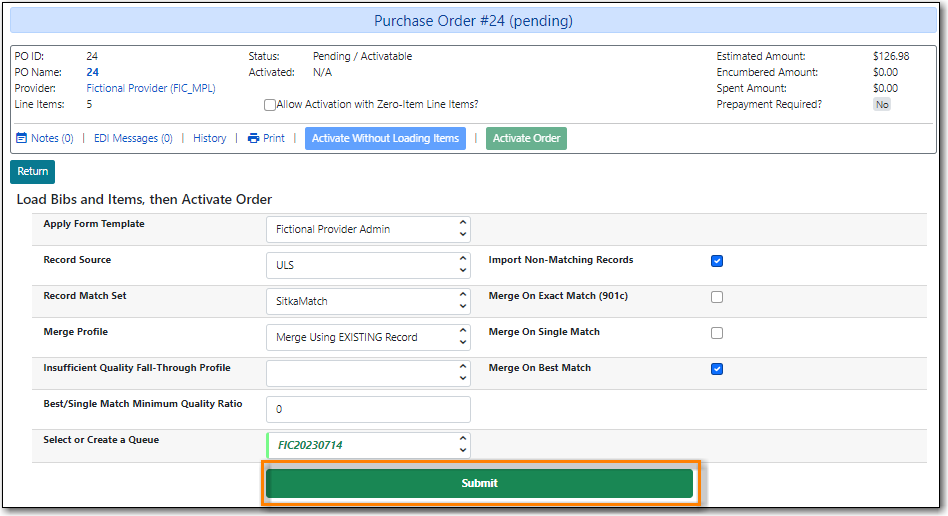 Purchase Order #24 (pending)
PO ID: 24 Status: Pending / Activatable Estimated Amount: $126.98
PO Name: 24 Activated: N/A Encumbered Amount: $0.00
Provider: Fictional Provider (FIC_MPL) Spent Amount: $0.00
Line Items: 5 Allow Activation with Zero-Item Line Items? Prepayment Required? No
Notes (0) | EDI Messages (0) | History | Print | Activate Without Loading Items | Activate Order
Return
Load Bibs and Items, then Activate Order
Apply Form Template Fictional Provider Admin
Record Source ULS Import Non-Matching Records
Record Match Set SitkaMatch Merge On Exact Match (901c)
Merge Profile Merge Using EXISTING Record Merge On Single Match
Insufficient Quality Fall-Through Profile Merge On Best Match
Best/Single Match Minimum Quality Ratio 0
Select or Create a Queue FIC20230714
Submit